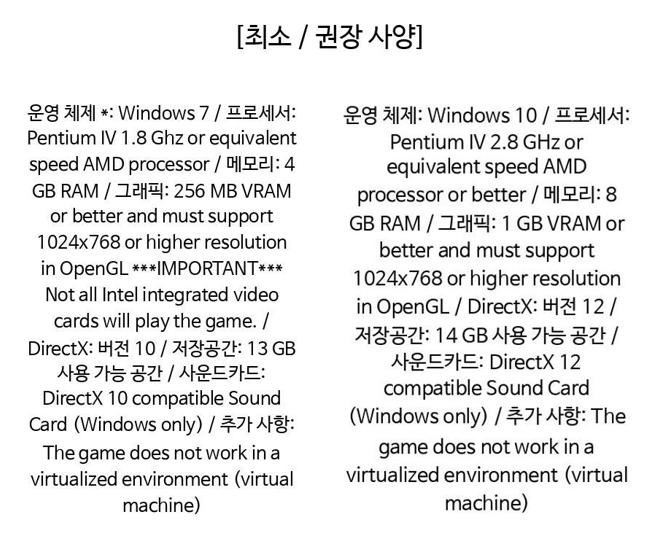 [최소 / 권장 사양]
운영 체제 *: Windows 7 / 프로세서:
Pentium IV 1.8 Ghz or equivalent
speed AMD processor / 메모리: 4
GB RAM / 그래픽: 256 MB VRAM
or better and must support
1024x768 or higher resolution
in OpenGL ***IMPORTANT***
Not all Intel integrated video
cards will play the game. /
DirectX: 버전 10 / 저장공간: 13 GB
사용 가능 공간 / 사운드카드:
DirectX 10 compatible Sound
Card (Windows only) / 추가 사항:
The game does not work in a
virtualized environment (virtual
machine)
운영 체제: Windows 10 / 프로세서:
Pentium IV 2.8 GHz or
equivalent speed AMD
processor or better / 메모리: 8
GB RAM / 그래픽: 1 GB VRAM or
better and must support
1024x768 or higher resolution
in OpenGL / DirectX: 버전 12 /
저장공간: 14 GB 사용 가능 공간 /
사운드카드: DirectX 12
compatible Sound Card
(Windows only) / 추가 사항: The
game does not work in a
virtualized environment (virtual
machine)